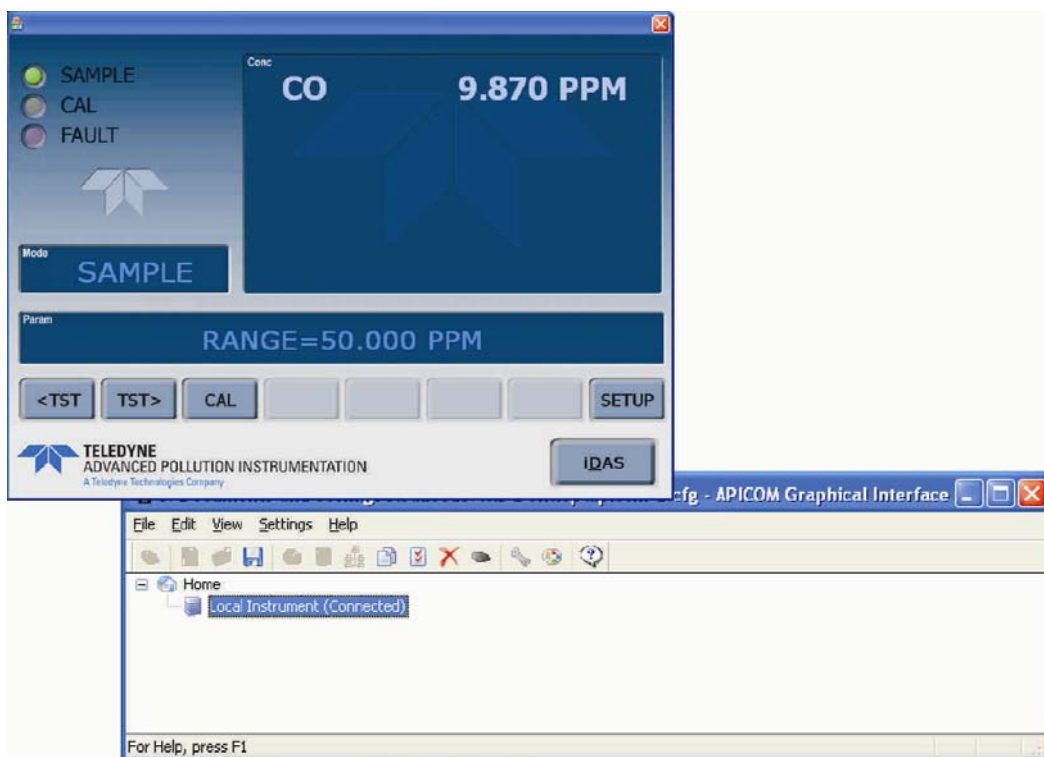 SAMPLE
CAL
FAULT
Conc
CO 9.870 PPM
Mode
SAMPLE
Param
RANGE=50.000 PPM
<TST TST> CAL SETUP
TELEDYNE
ADVANCED POLLUTION INSTRUMENTATION
A Teledyne Technologies Company
iDAS
cfg - APICOM Graphical Interface
File Edit View Settings Help
Home
Local Instrument (Connected)
For Help, press F1